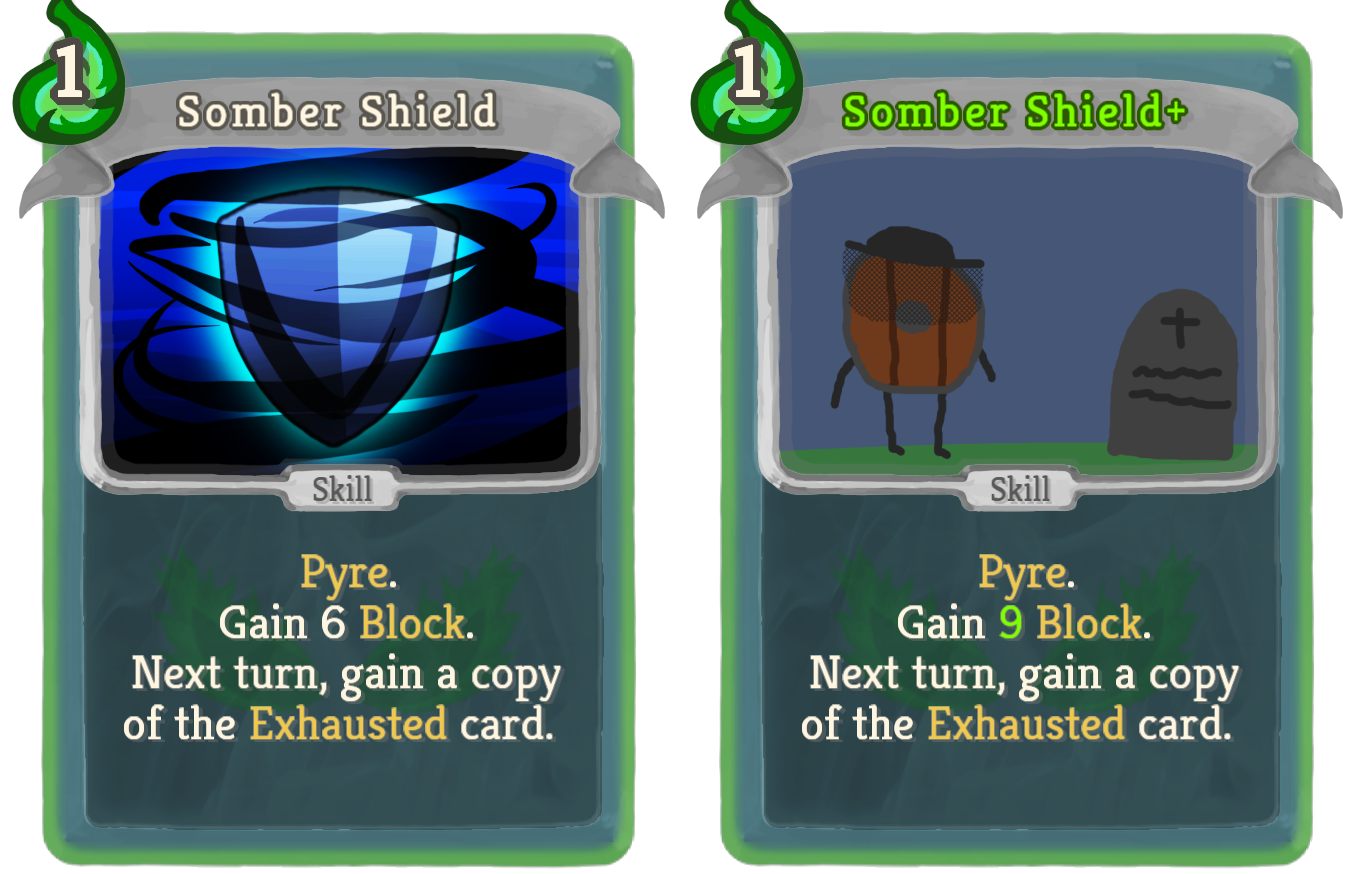 1
Somber Shield
Skill
Pyre.
Gain 6 Block.
Next turn, gain a copy
of the Exhausted card.
1
Somber Shield+
Skill
Pyre.
Gain 9 Block.
Next turn, gain a copy
of the Exhausted card.